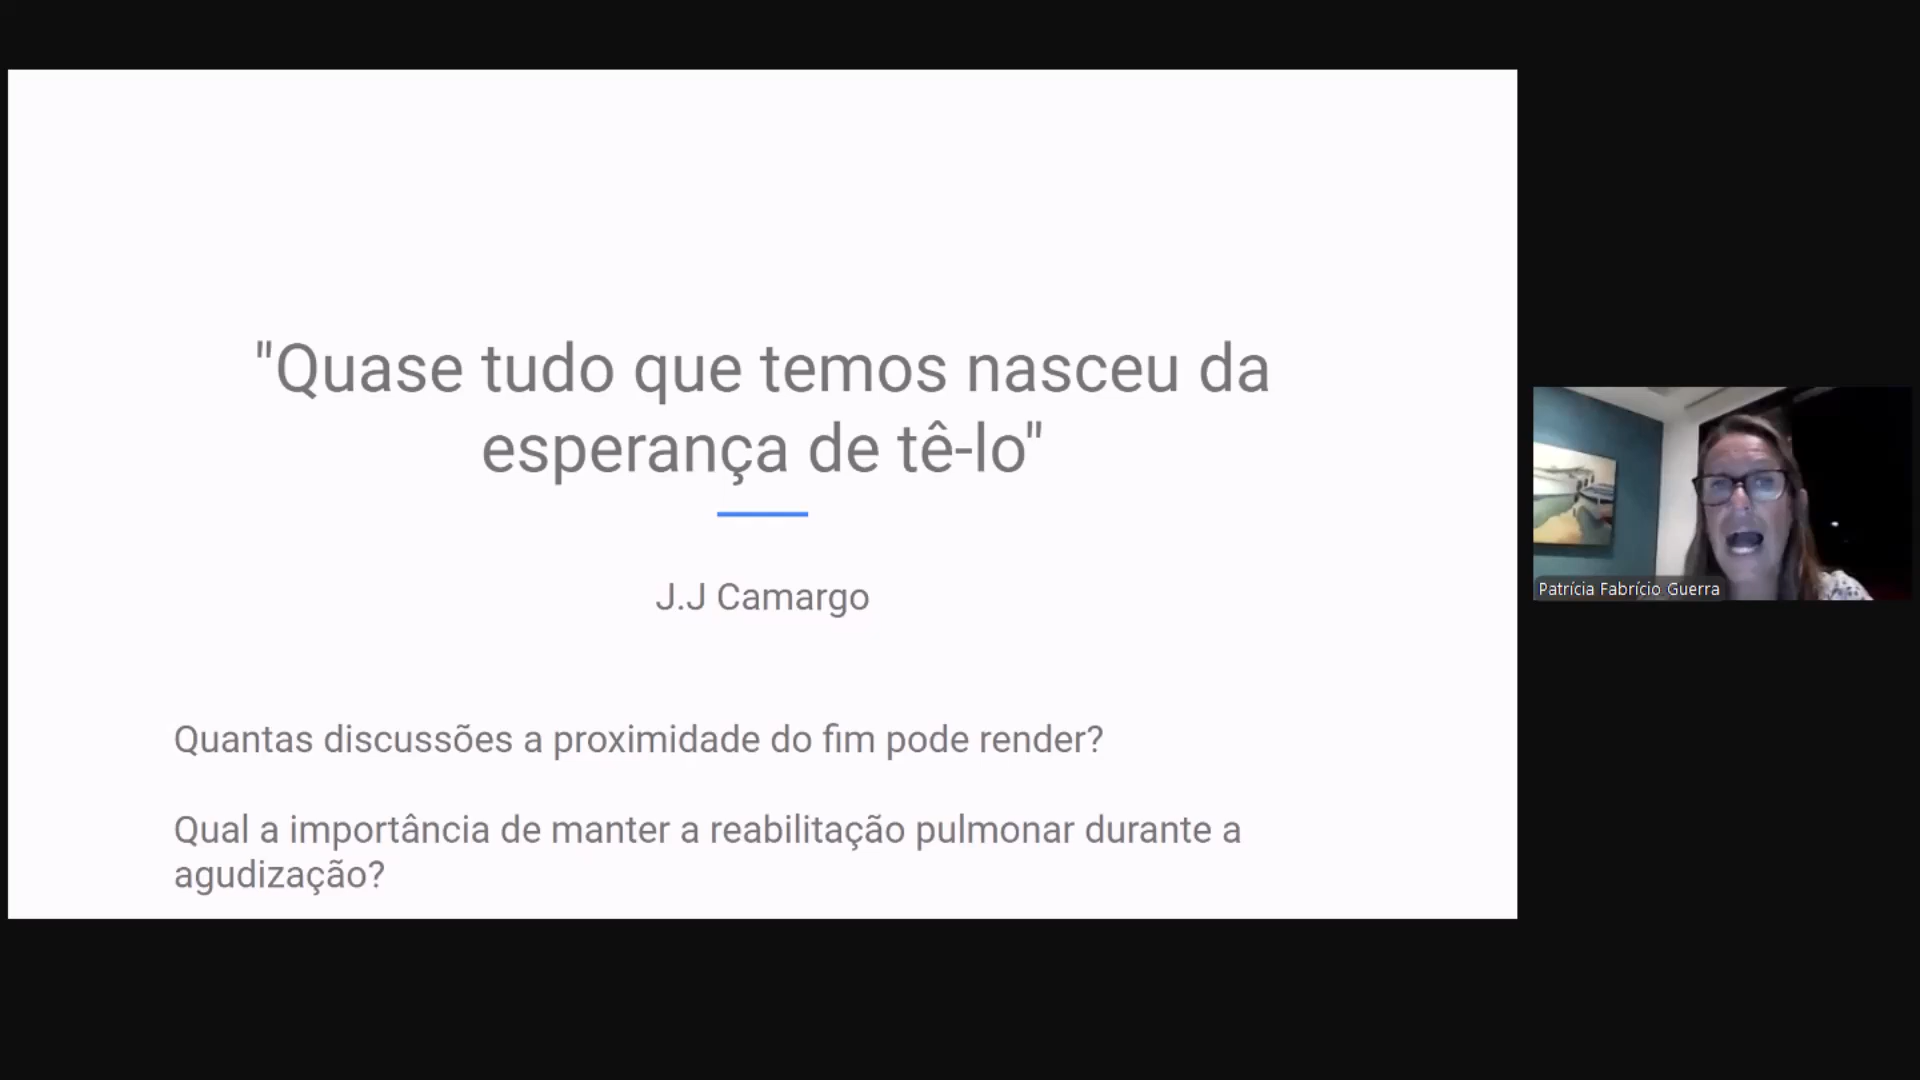 "Quase tudo que temos nasceu da
esperança de tê-lo"
J.J Camargo
Quantas discussões a proximidade do fim pode render?
Qual a importância de manter a reabilitação pulmonar durante a
agudização?
Patrícia Fabrício Guerra